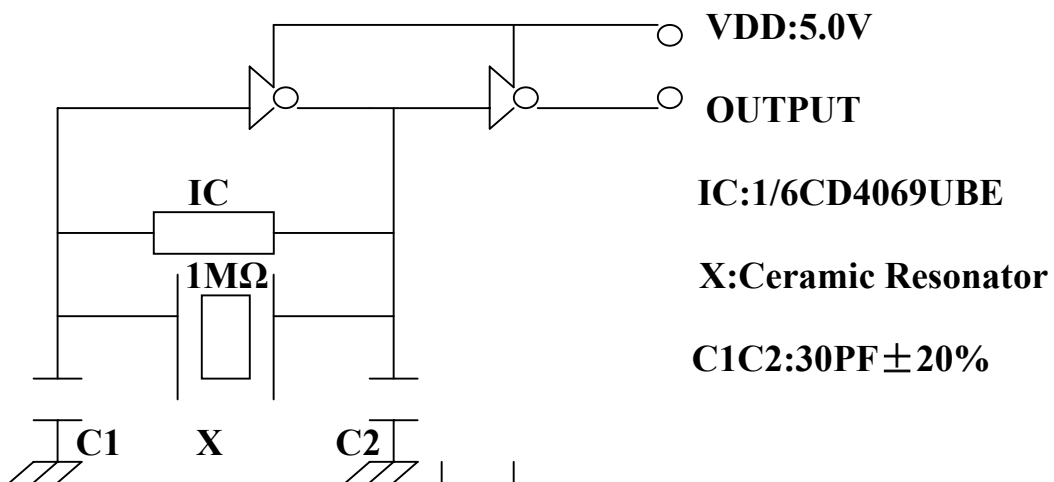 VDD:5.0V
OUTPUT
IC
IC:1/6CD4069UBE
1MΩ
X:Ceramic Resonator
C1C2:30PF±20%
C1 X C2